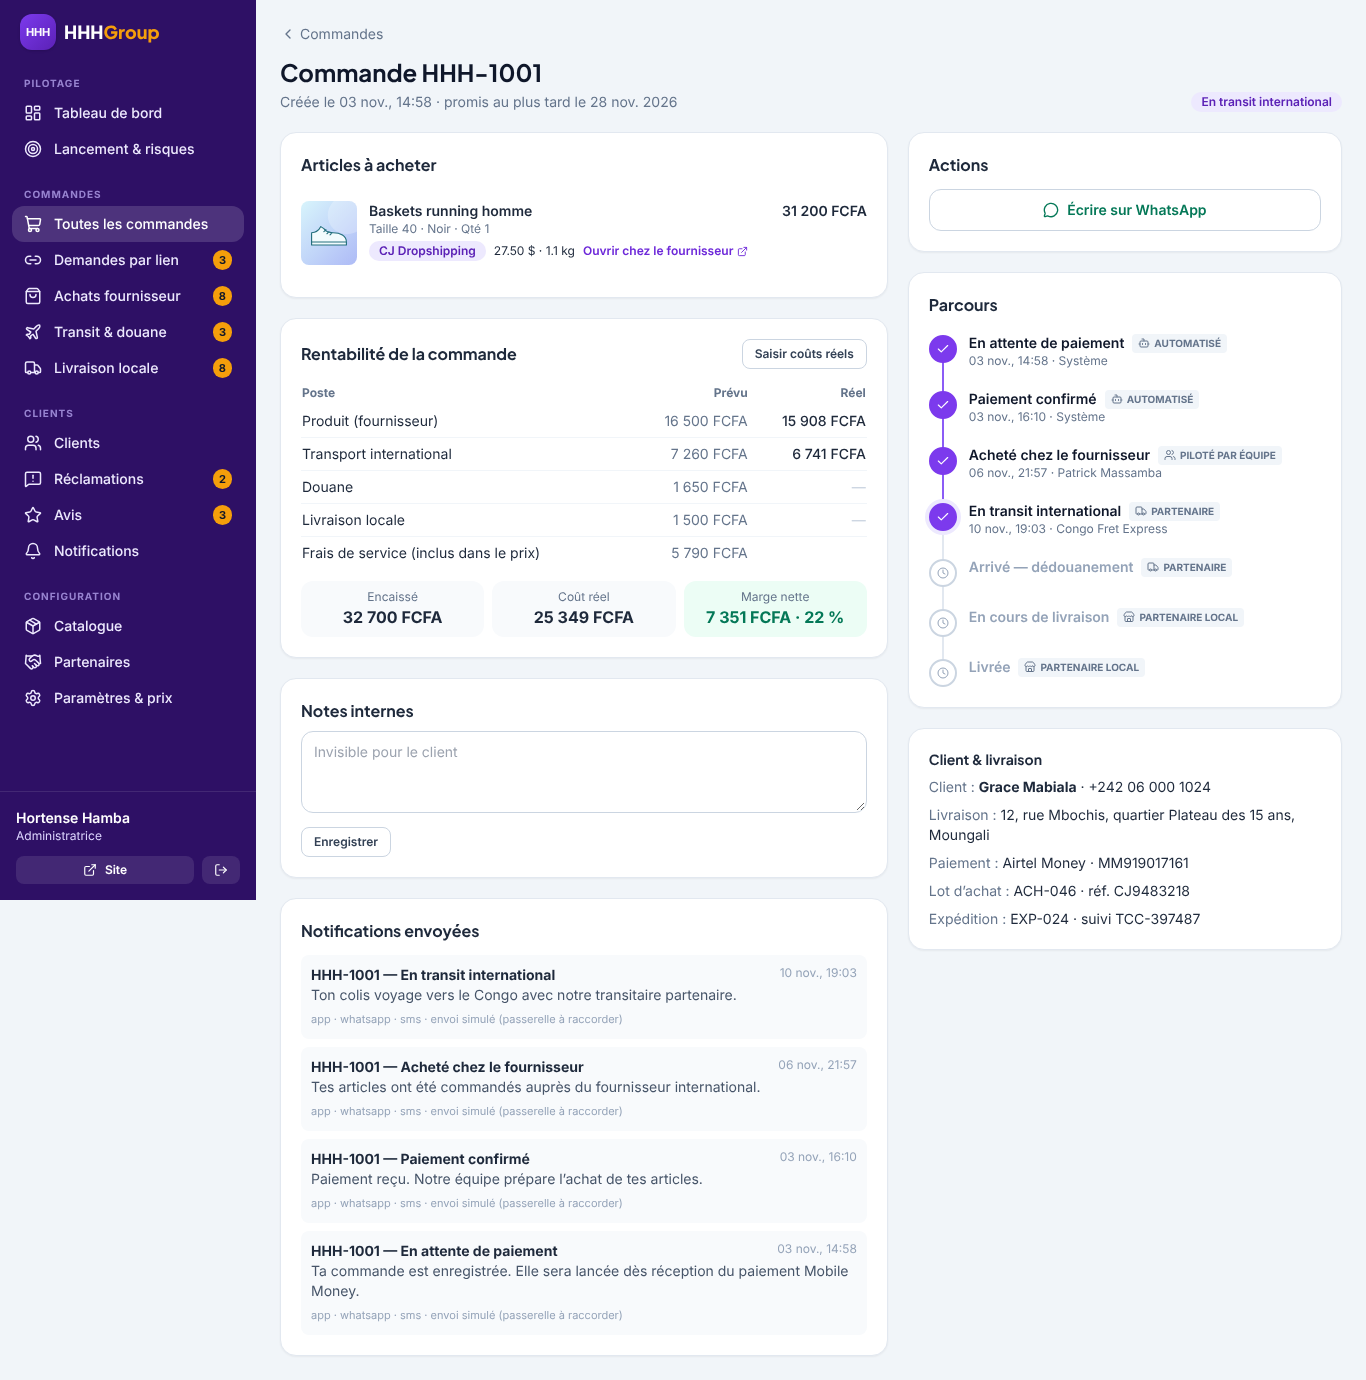 HHH HHHGroup
PILOTAGE
Tableau de bord
Lancement & risques
COMMANDES
Toutes les commandes
Demandes par lien 3
Achats fournisseur 8
Transit & douane 3
Livraison locale 8
CLIENTS
Clients
Réclamations 2
Avis 3
Notifications
CONFIGURATION
Catalogue
Partenaires
Paramètres & prix
Hortense Hamba
Administratrice
Site
Commandes
Commande HHH-1001
Créée le 03 nov., 14:58 · promis au plus tard le 28 nov. 2026
En transit international
Articles à acheter
Baskets running homme 31 200 FCFA
Taille 40 · Noir · Qté 1
CJ Dropshipping 27.50 $ · 1.1 kg Ouvrir chez le fournisseur
Rentabilité de la commande Saisir coûts réels
Poste Prévu Réel
Produit (fournisseur) 16 500 FCFA 15 908 FCFA
Transport international 7 260 FCFA 6 741 FCFA
Douane 1 650 FCFA —
Livraison locale 1 500 FCFA —
Frais de service (inclus dans le prix) 5 790 FCFA
Encaissé Coût réel Marge nette
32 700 FCFA 25 349 FCFA 7 351 FCFA · 22 %
Notes internes
Invisible pour le client
Enregistrer
Notifications envoyées
HHH-1001 — En transit international 10 nov., 19:03
Ton colis voyage vers le Congo avec notre transitaire partenaire.
app · whatsapp · sms · envoi simulé (passerelle à raccorder)
HHH-1001 — Acheté chez le fournisseur 06 nov., 21:57
Tes articles ont été commandés auprès du fournisseur international.
app · whatsapp · sms · envoi simulé (passerelle à raccorder)
HHH-1001 — Paiement confirmé 03 nov., 16:10
Paiement reçu. Notre équipe prépare l’achat de tes articles.
app · whatsapp · sms · envoi simulé (passerelle à raccorder)
HHH-1001 — En attente de paiement 03 nov., 14:58
Ta commande est enregistrée. Elle sera lancée dès réception du paiement Mobile
Money.
app · whatsapp · sms · envoi simulé (passerelle à raccorder)
Actions
Écrire sur WhatsApp
Parcours
En attente de paiement AUTOMATISÉ
03 nov., 14:58 · Système
Paiement confirmé AUTOMATISÉ
03 nov., 16:10 · Système
Acheté chez le fournisseur PILOTÉ PAR ÉQUIPE
06 nov., 21:57 · Patrick Massamba
En transit international PARTENAIRE
10 nov., 19:03 · Congo Fret Express
Arrivé — dédouanement PARTENAIRE
En cours de livraison PARTENAIRE LOCAL
Livrée PARTENAIRE LOCAL
Client & livraison
Client : Grace Mabiala · +242 06 000 1024
Livraison : 12, rue Mbochis, quartier Plateau des 15 ans,
Moungali
Paiement : Airtel Money · MM919017161
Lot d’achat : ACH-046 · réf. CJ9483218
Expédition : EXP-024 · suivi TCC-397487